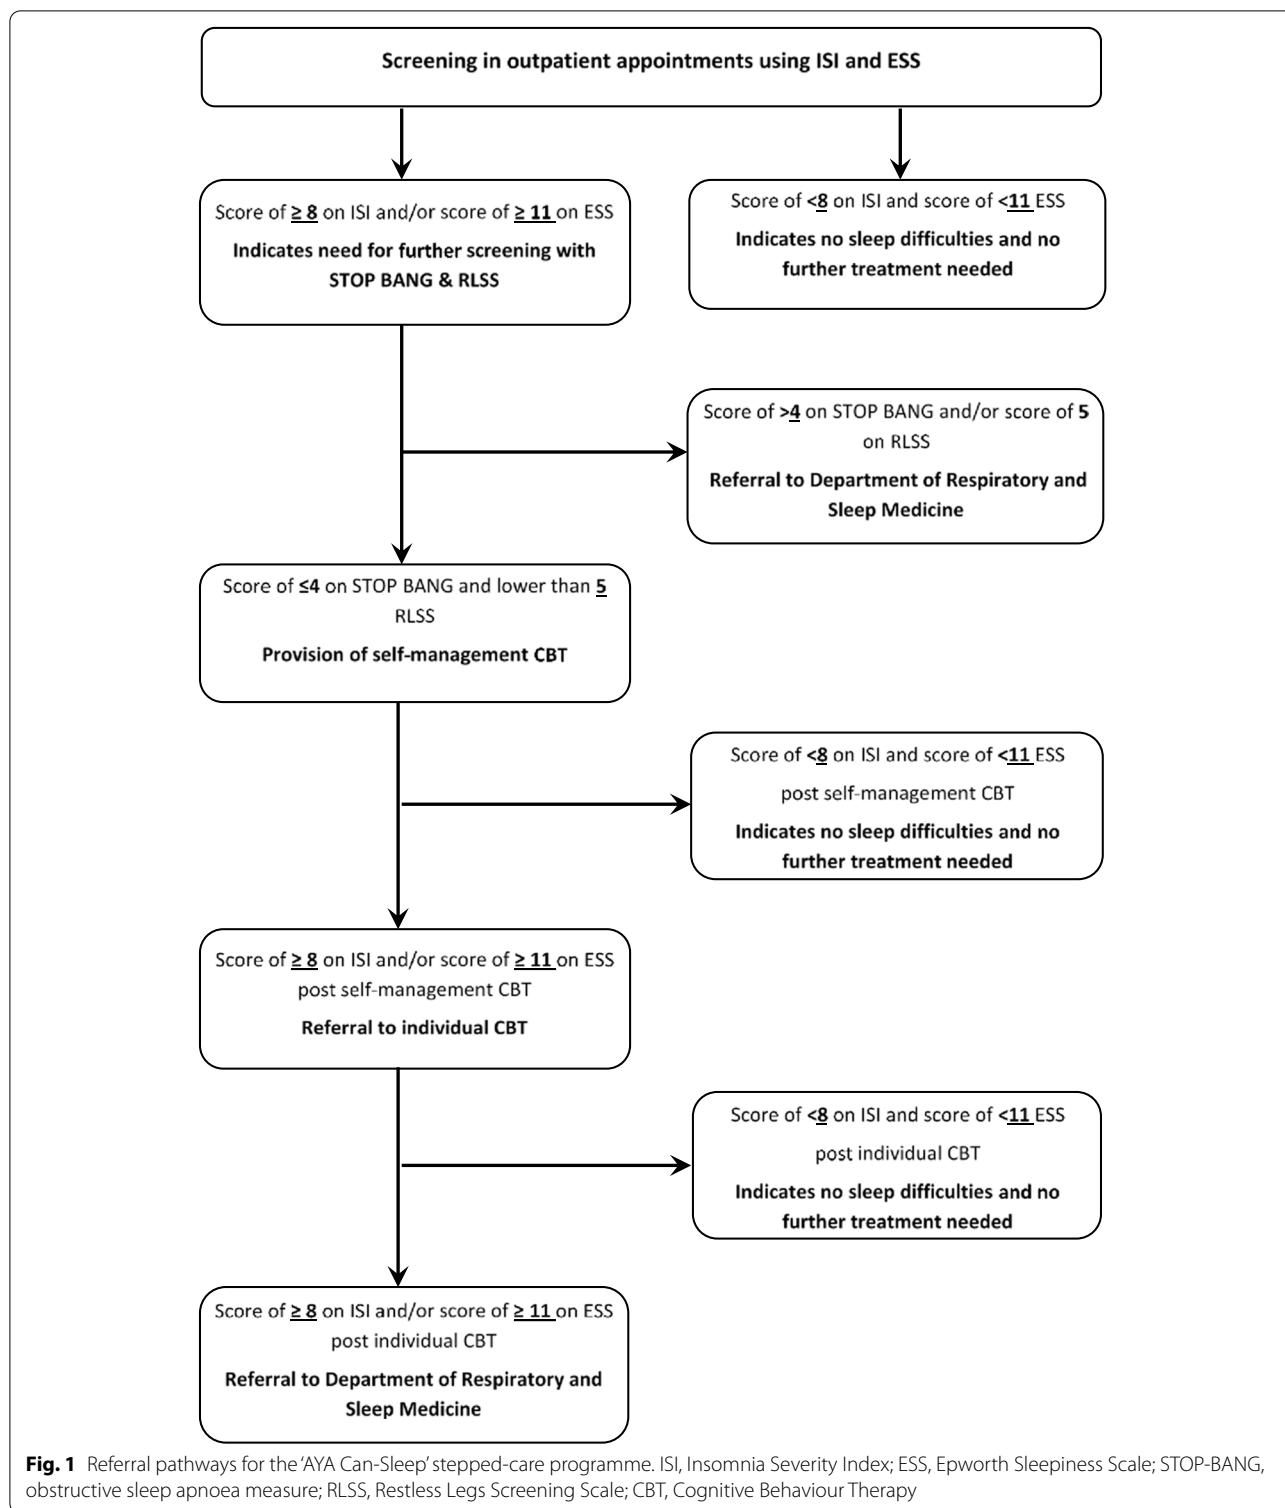 Screening in outpatient appointments using ISI and ESS
Score of ≥ 8 on ISI and/or score of ≥ 11 on ESS
Indicates need for further screening with
STOP BANG & RLSS
Score of <8 on ISI and score of <11 ESS
Indicates no sleep difficulties and no
further treatment needed
Score of >4 on STOP BANG and/or score of 5
on RLSS
Referral to Department of Respiratory and
Sleep Medicine
Score of ≤4 on STOP BANG and lower than 5
RLSS
Provision of self-management CBT
Score of <8 on ISI and score of <11 ESS
post self-management CBT
Indicates no sleep difficulties and no
further treatment needed
Score of ≥ 8 on ISI and/or score of ≥ 11 on ESS
post self-management CBT
Referral to individual CBT
Score of <8 on ISI and score of <11 ESS
post individual CBT
Indicates no sleep difficulties and no
further treatment needed
Score of ≥ 8 on ISI and/or score of ≥ 11 on ESS
post individual CBT
Referral to Department of Respiratory and
Sleep Medicine
Fig. 1 Referral pathways for the 'AYA Can-Sleep' stepped-care programme. ISI, Insomnia Severity Index; ESS, Epworth Sleepiness Scale; STOP-BANG,
obstructive sleep apnoea measure; RLSS, Restless Legs Screening Scale; CBT, Cognitive Behaviour Therapy